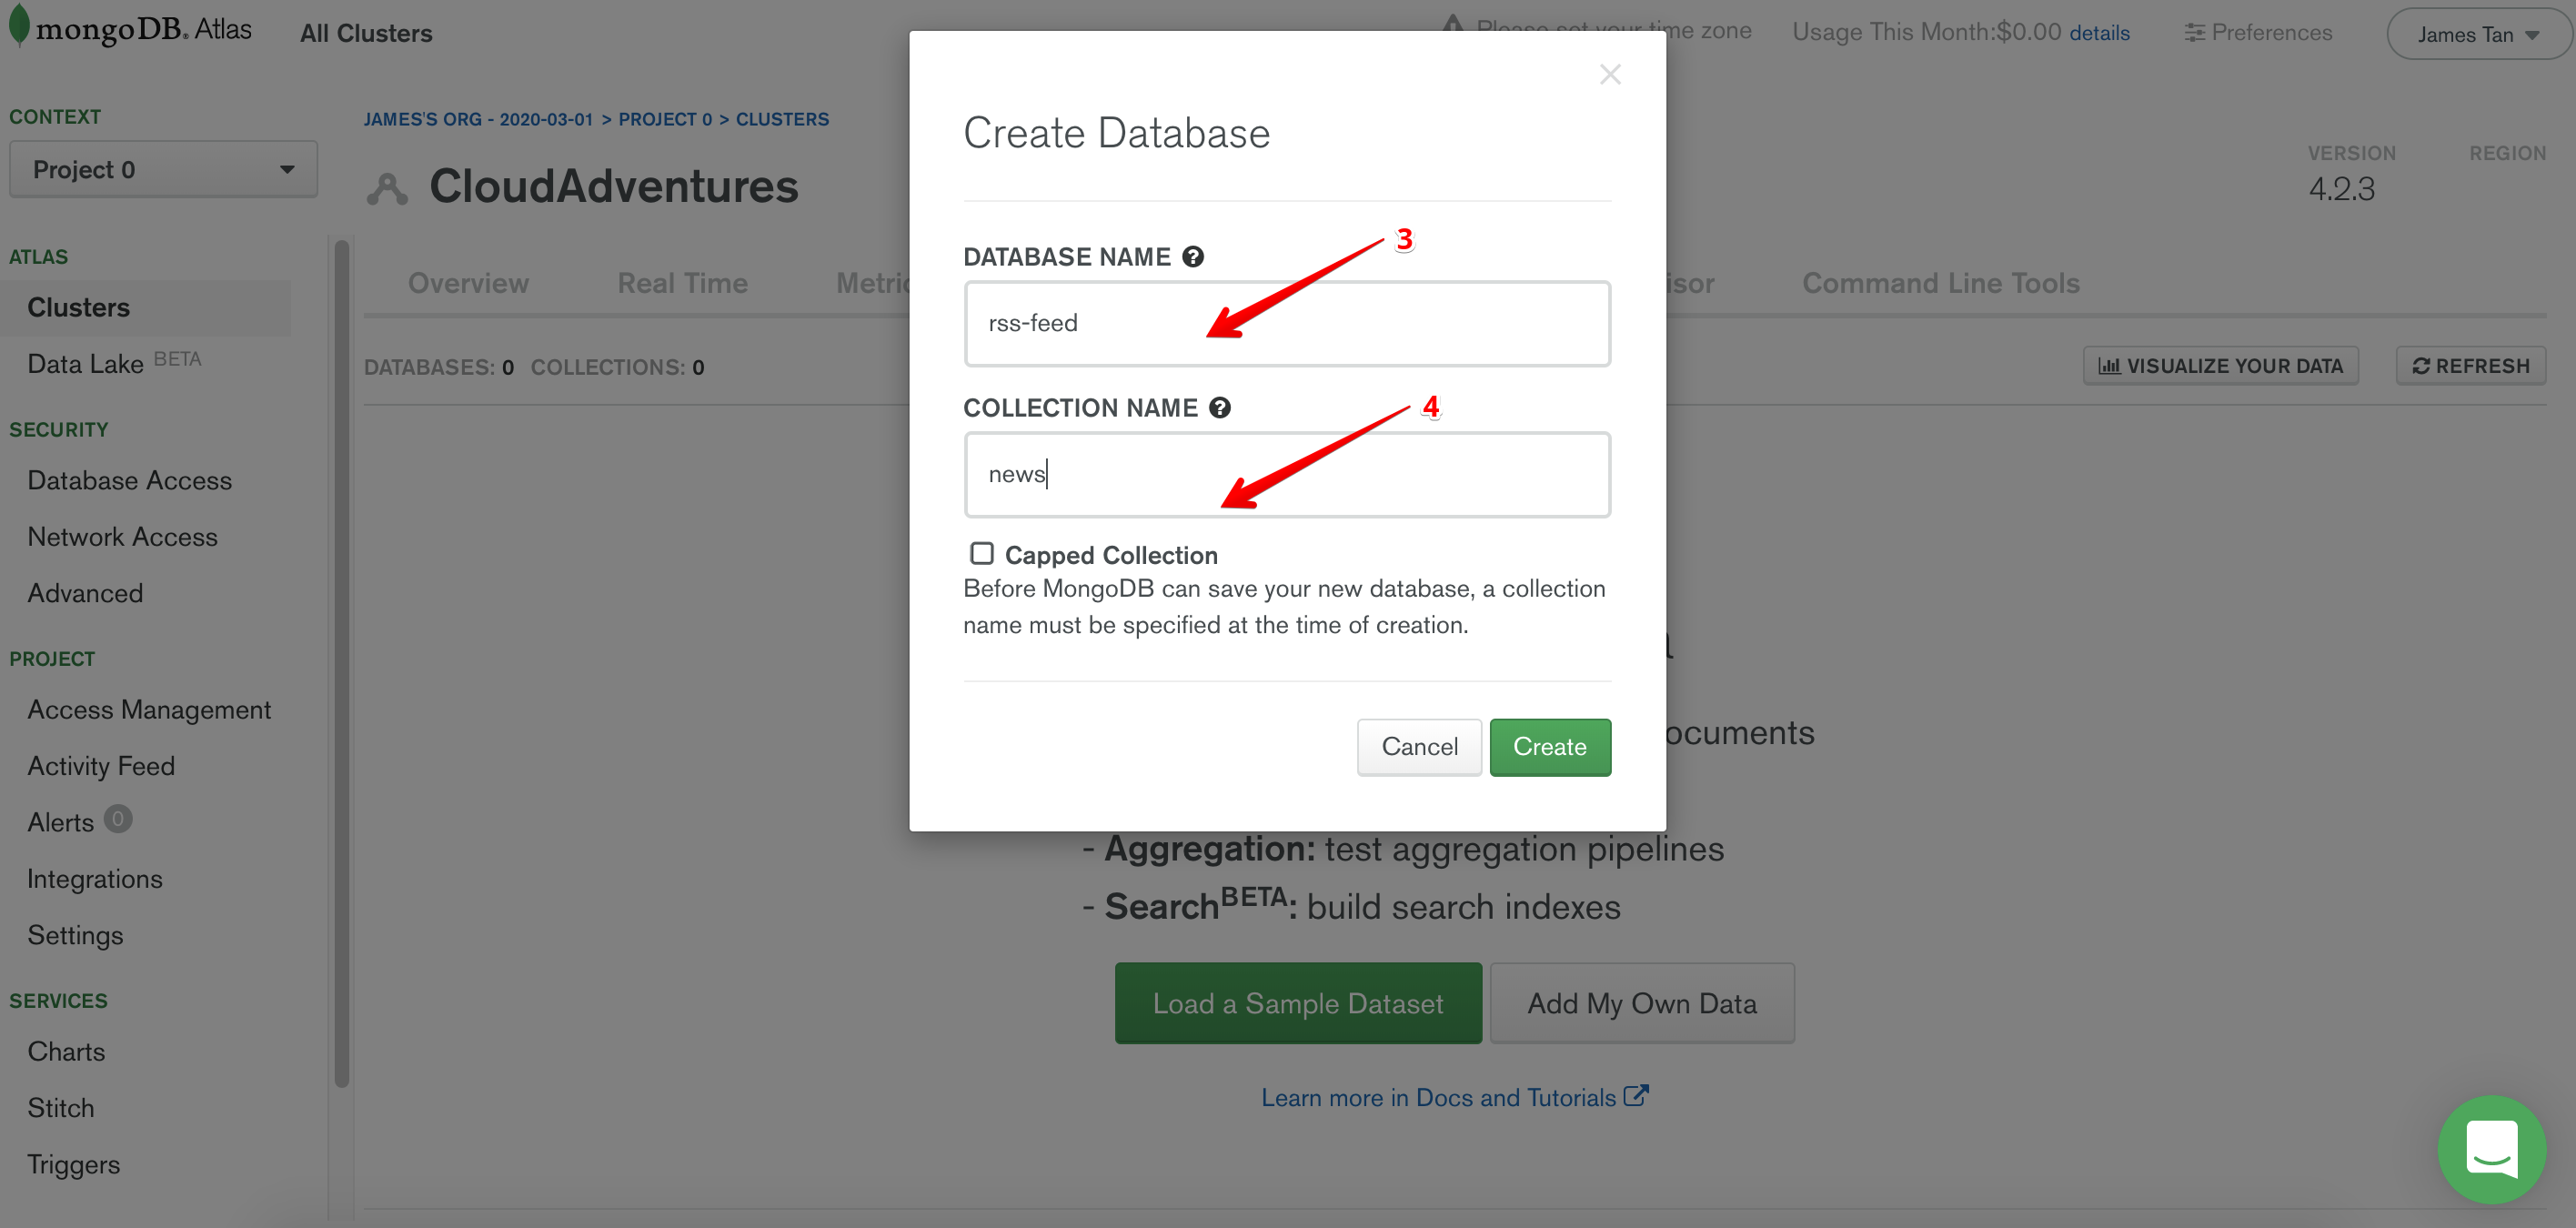 mongoDB. Atlas
All Clusters
Please set your time zone
Usage This Month:$0.00 details
Preferences
James Tan
CONTEXT
Project 0
JAMES'S ORG - 2020-03-01 > PROJECT 0 > CLUSTERS
CloudAdventures
VERSION
4.2.3
REGION
ATLAS
Clusters
Data Lake BETA
SECURITY
Database Access
Network Access
Advanced
PROJECT
Access Management
Activity Feed
Alerts 0
Integrations
Settings
SERVICES
Charts
Stitch
Triggers
Overview
Real Time
Command Line Tools
DATABASES: 0 COLLECTIONS: 0
VISUALIZE YOUR DATA
REFRESH
Create Database
DATABASE NAME ?
3
rss-feed
COLLECTION NAME ?
4
news
Capped Collection
Before MongoDB can save your new database, a collection
name must be specified at the time of creation.
Cancel
Create
- Aggregation: test aggregation pipelines
- Search BETA: build search indexes
Load a Sample Dataset
Add My Own Data
Learn more in Docs and Tutorials